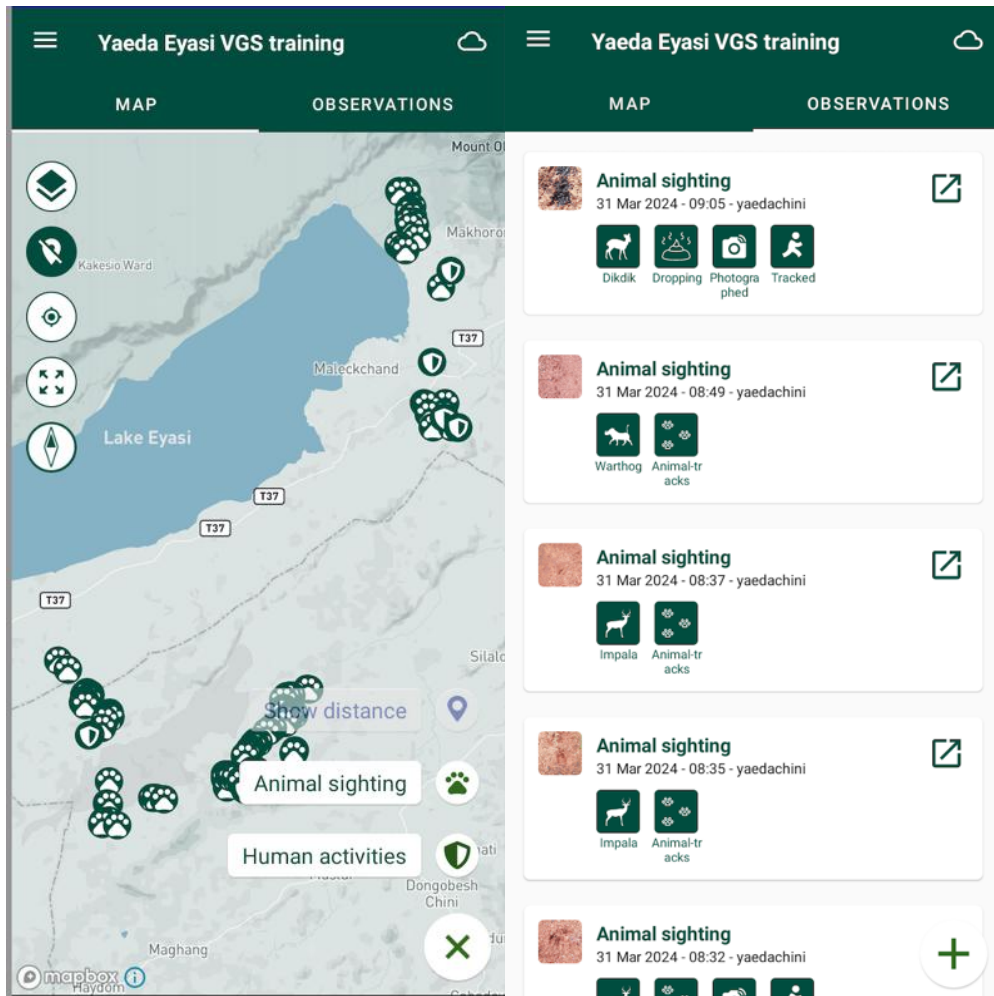 Yaeda Eyasi VGS training
MAP
OBSERVATIONS
Mount Ol
Makhoro
Kakesio Ward
T37
Maleckchand
Lake Eyasi
T37
T37
T37
Silalo
Show distance
Animal sighting
Human activities
Dongobesh
Chini
Maghang
mapbox
Haydom
Yaeda Eyasi VGS training
MAP
OBSERVATIONS
Animal sighting
31 Mar 2024 - 09:05 - yaedachini
Dikdik
Dropping
Photogra
phed
Tracked
Animal sighting
31 Mar 2024 - 08:49 - yaedachini
Warthog
Animal-tr
acks
Animal sighting
31 Mar 2024 - 08:37 - yaedachini
Impala
Animal-tr
acks
Animal sighting
31 Mar 2024 - 08:35 - yaedachini
Impala
Animal-tr
acks
Animal sighting
31 Mar 2024 - 08:32 - yaedachini